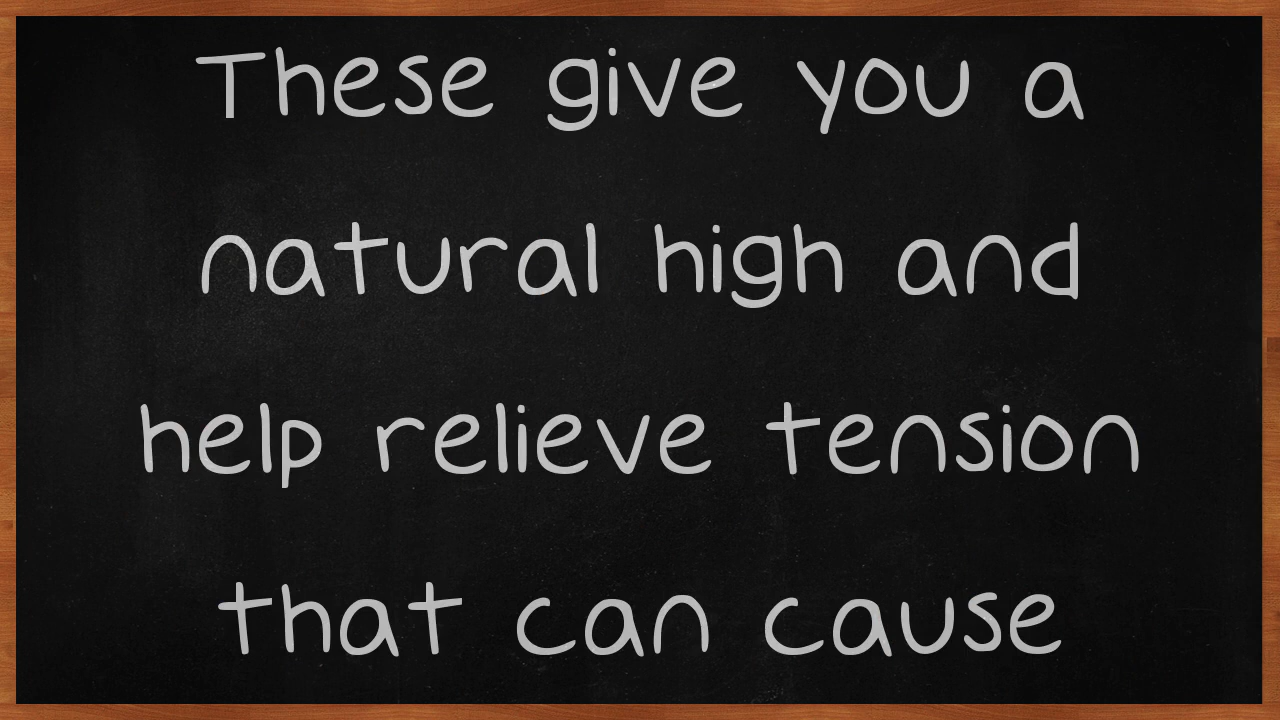 These give you a
natural high and
help relieve tension
that can cause